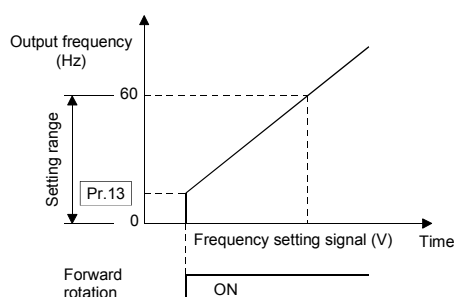 Output frequency
(Hz)
60
Setting range
Pr.13
0
Frequency setting signal (V)
Time
Forward
rotation
ON